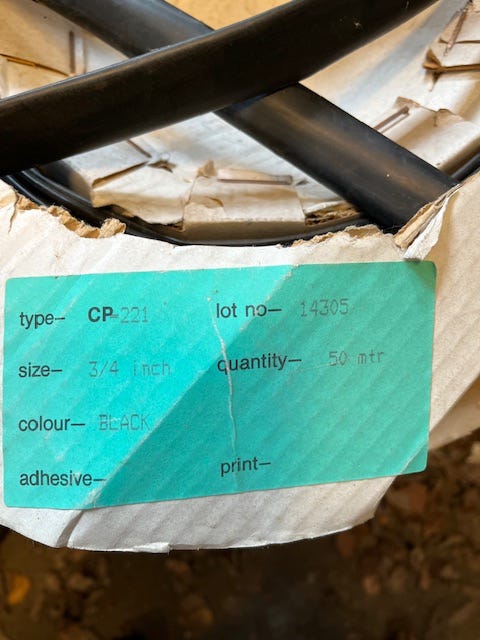 type– CP-221 lot no– 14305
size– 3/4 inch quantity– 50 mtr
colour– BLACK
adhesive– print–